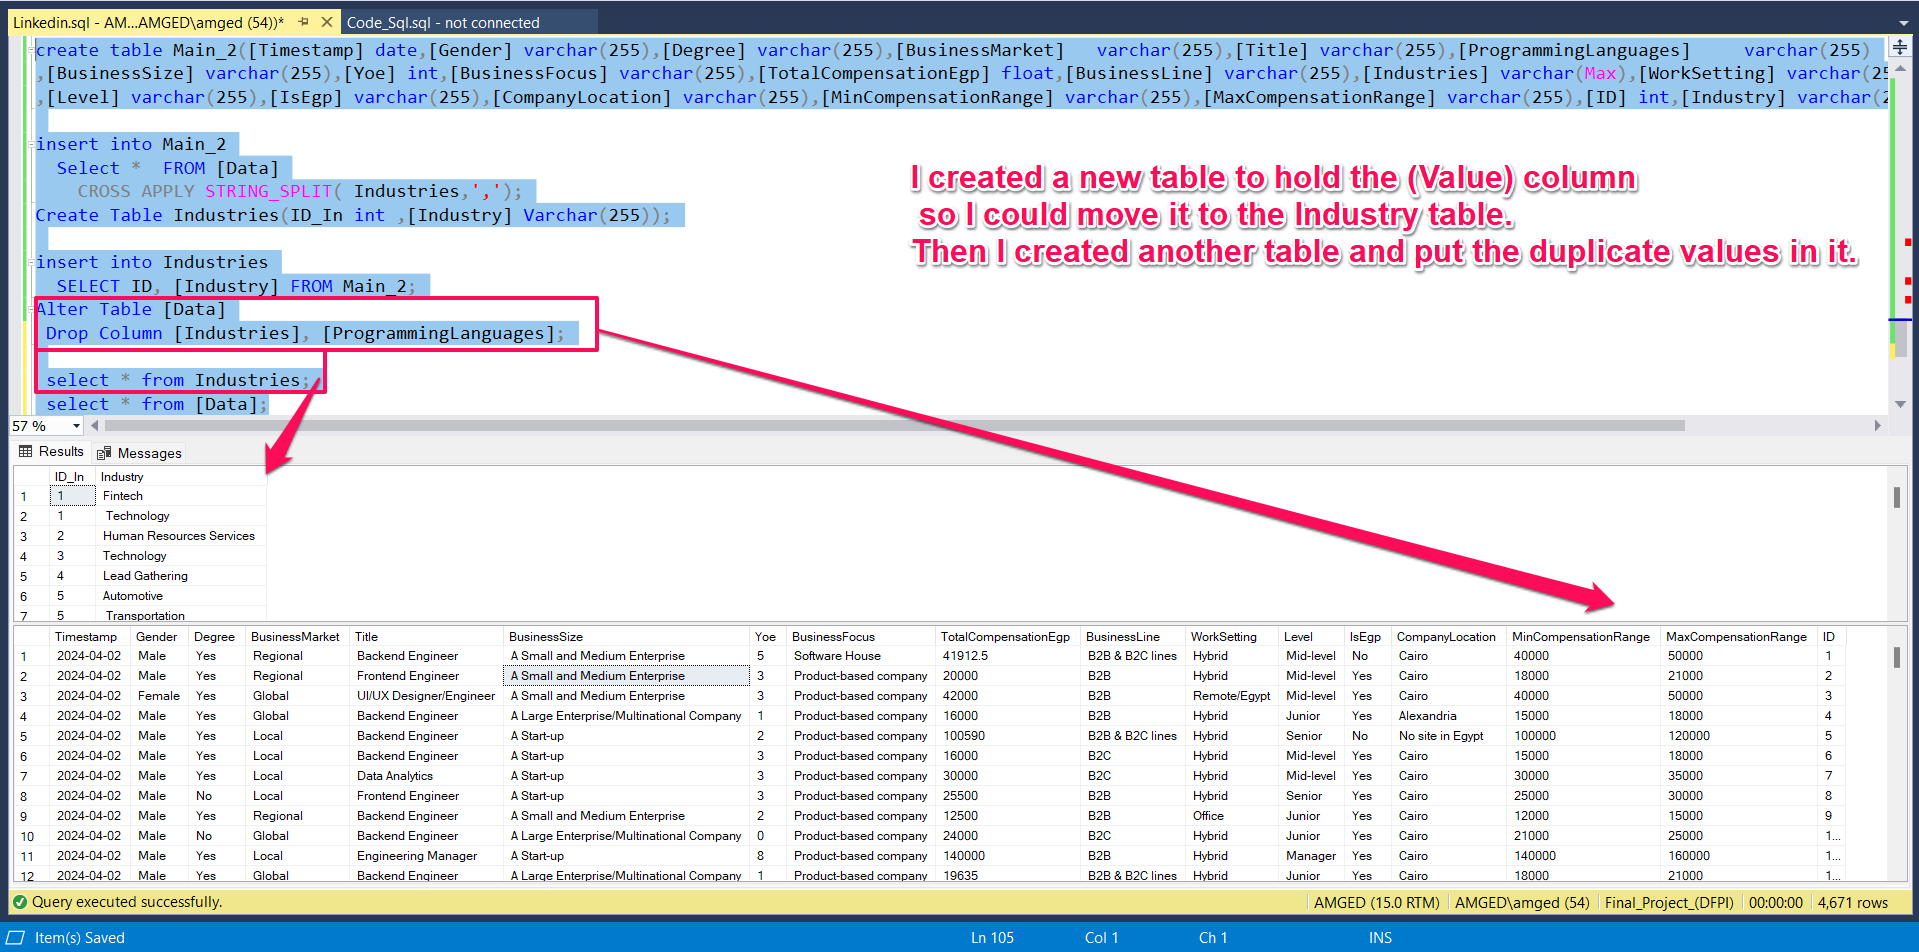 Linkedin.sql - AM...AMGED\amged (54))* Code_Sql.sql - not connected
create table Main_2([Timestamp] date,[Gender] varchar(255),[Degree] varchar(255),[BusinessMarket] varchar(255),[Title] varchar(255),[ProgrammingLanguages] varchar(255)
,[BusinessSize] varchar(255),[Yoe] int,[BusinessFocus] varchar(255),[TotalCompensationEgp] float,[BusinessLine] varchar(255),[Industries] varchar(Max),[WorkSetting] varchar(25
,[Level] varchar(255),[IsEgp] varchar(255),[CompanyLocation] varchar(255),[MinCompensationRange] varchar(255),[MaxCompensationRange] varchar(255),[ID] int,[Industry] varchar(2
insert into Main_2
Select * FROM [Data]
CROSS APPLY STRING_SPLIT( Industries,',');
Create Table Industries(ID_In int ,[Industry] Varchar(255));
insert into Industries
SELECT ID, [Industry] FROM Main_2;
Alter Table [Data]
Drop Column [Industries], [ProgrammingLanguages];
select * from Industries;
select * from [Data];
I created a new table to hold the (Value) column
so I could move it to the Industry table.
Then I created another table and put the duplicate values in it.
57 %
Results Messages
ID_In Industry
1 1 Fintech
2 1 Technology
3 2 Human Resources Services
4 3 Technology
5 4 Lead Gathering
6 5 Automotive
7 5 Transportation
Timestamp Gender Degree BusinessMarket Title BusinessSize Yoe BusinessFocus TotalCompensationEgp BusinessLine WorkSetting Level IsEgp CompanyLocation MinCompensationRange MaxCompensationRange ID
1 2024-04-02 Male Yes Regional Backend Engineer A Small and Medium Enterprise 5 Software House 41912.5 B2B & B2C lines Hybrid Mid-level No Cairo 40000 50000 1
2 2024-04-02 Male Yes Regional Frontend Engineer A Small and Medium Enterprise 3 Product-based company 20000 B2B Hybrid Mid-level Yes Cairo 18000 21000 2
3 2024-04-02 Female Yes Global UI/UX Designer/Engineer A Small and Medium Enterprise 3 Product-based company 42000 B2B Remote/Egypt Mid-level Yes Cairo 40000 50000 3
4 2024-04-02 Male Yes Global Backend Engineer A Large Enterprise/Multinational Company 1 Product-based company 16000 B2B Hybrid Junior Yes Alexandria 15000 18000 4
5 2024-04-02 Male Yes Local Backend Engineer A Start-up 2 Product-based company 100590 B2B & B2C lines Hybrid Senior No No site in Egypt 100000 120000 5
6 2024-04-02 Male Yes Local Backend Engineer A Start-up 3 Product-based company 16000 B2C Hybrid Mid-level Yes Cairo 15000 18000 6
7 2024-04-02 Male Yes Local Data Analytics A Start-up 3 Product-based company 30000 B2C Hybrid Mid-level Yes Cairo 30000 35000 7
8 2024-04-02 Male No Local Frontend Engineer A Start-up 3 Product-based company 25500 B2B Hybrid Senior Yes Cairo 25000 30000 8
9 2024-04-02 Male Yes Regional Backend Engineer A Small and Medium Enterprise 2 Product-based company 12500 B2B Office Junior Yes Cairo 12000 15000 9
10 2024-04-02 Male No Global Backend Engineer A Large Enterprise/Multinational Company 0 Product-based company 24000 B2C Hybrid Junior Yes Cairo 21000 25000 1...
11 2024-04-02 Male Yes Local Engineering Manager A Start-up 8 Product-based company 140000 B2B Hybrid Manager Yes Cairo 140000 160000 1...
12 2024-04-02 Male Yes Global Backend Engineer A Large Enterprise/Multinational Company 1 Product-based company 19635 B2B & B2C lines Hybrid Junior Yes Cairo 18000 21000 1...
Query executed successfully. AMGED (15.0 RTM) AMGED\amged (54) Final_Project_(DFPI) 00:00:00 4,671 rows
Item(s) Saved Ln 105 Col 1 Ch 1 INS